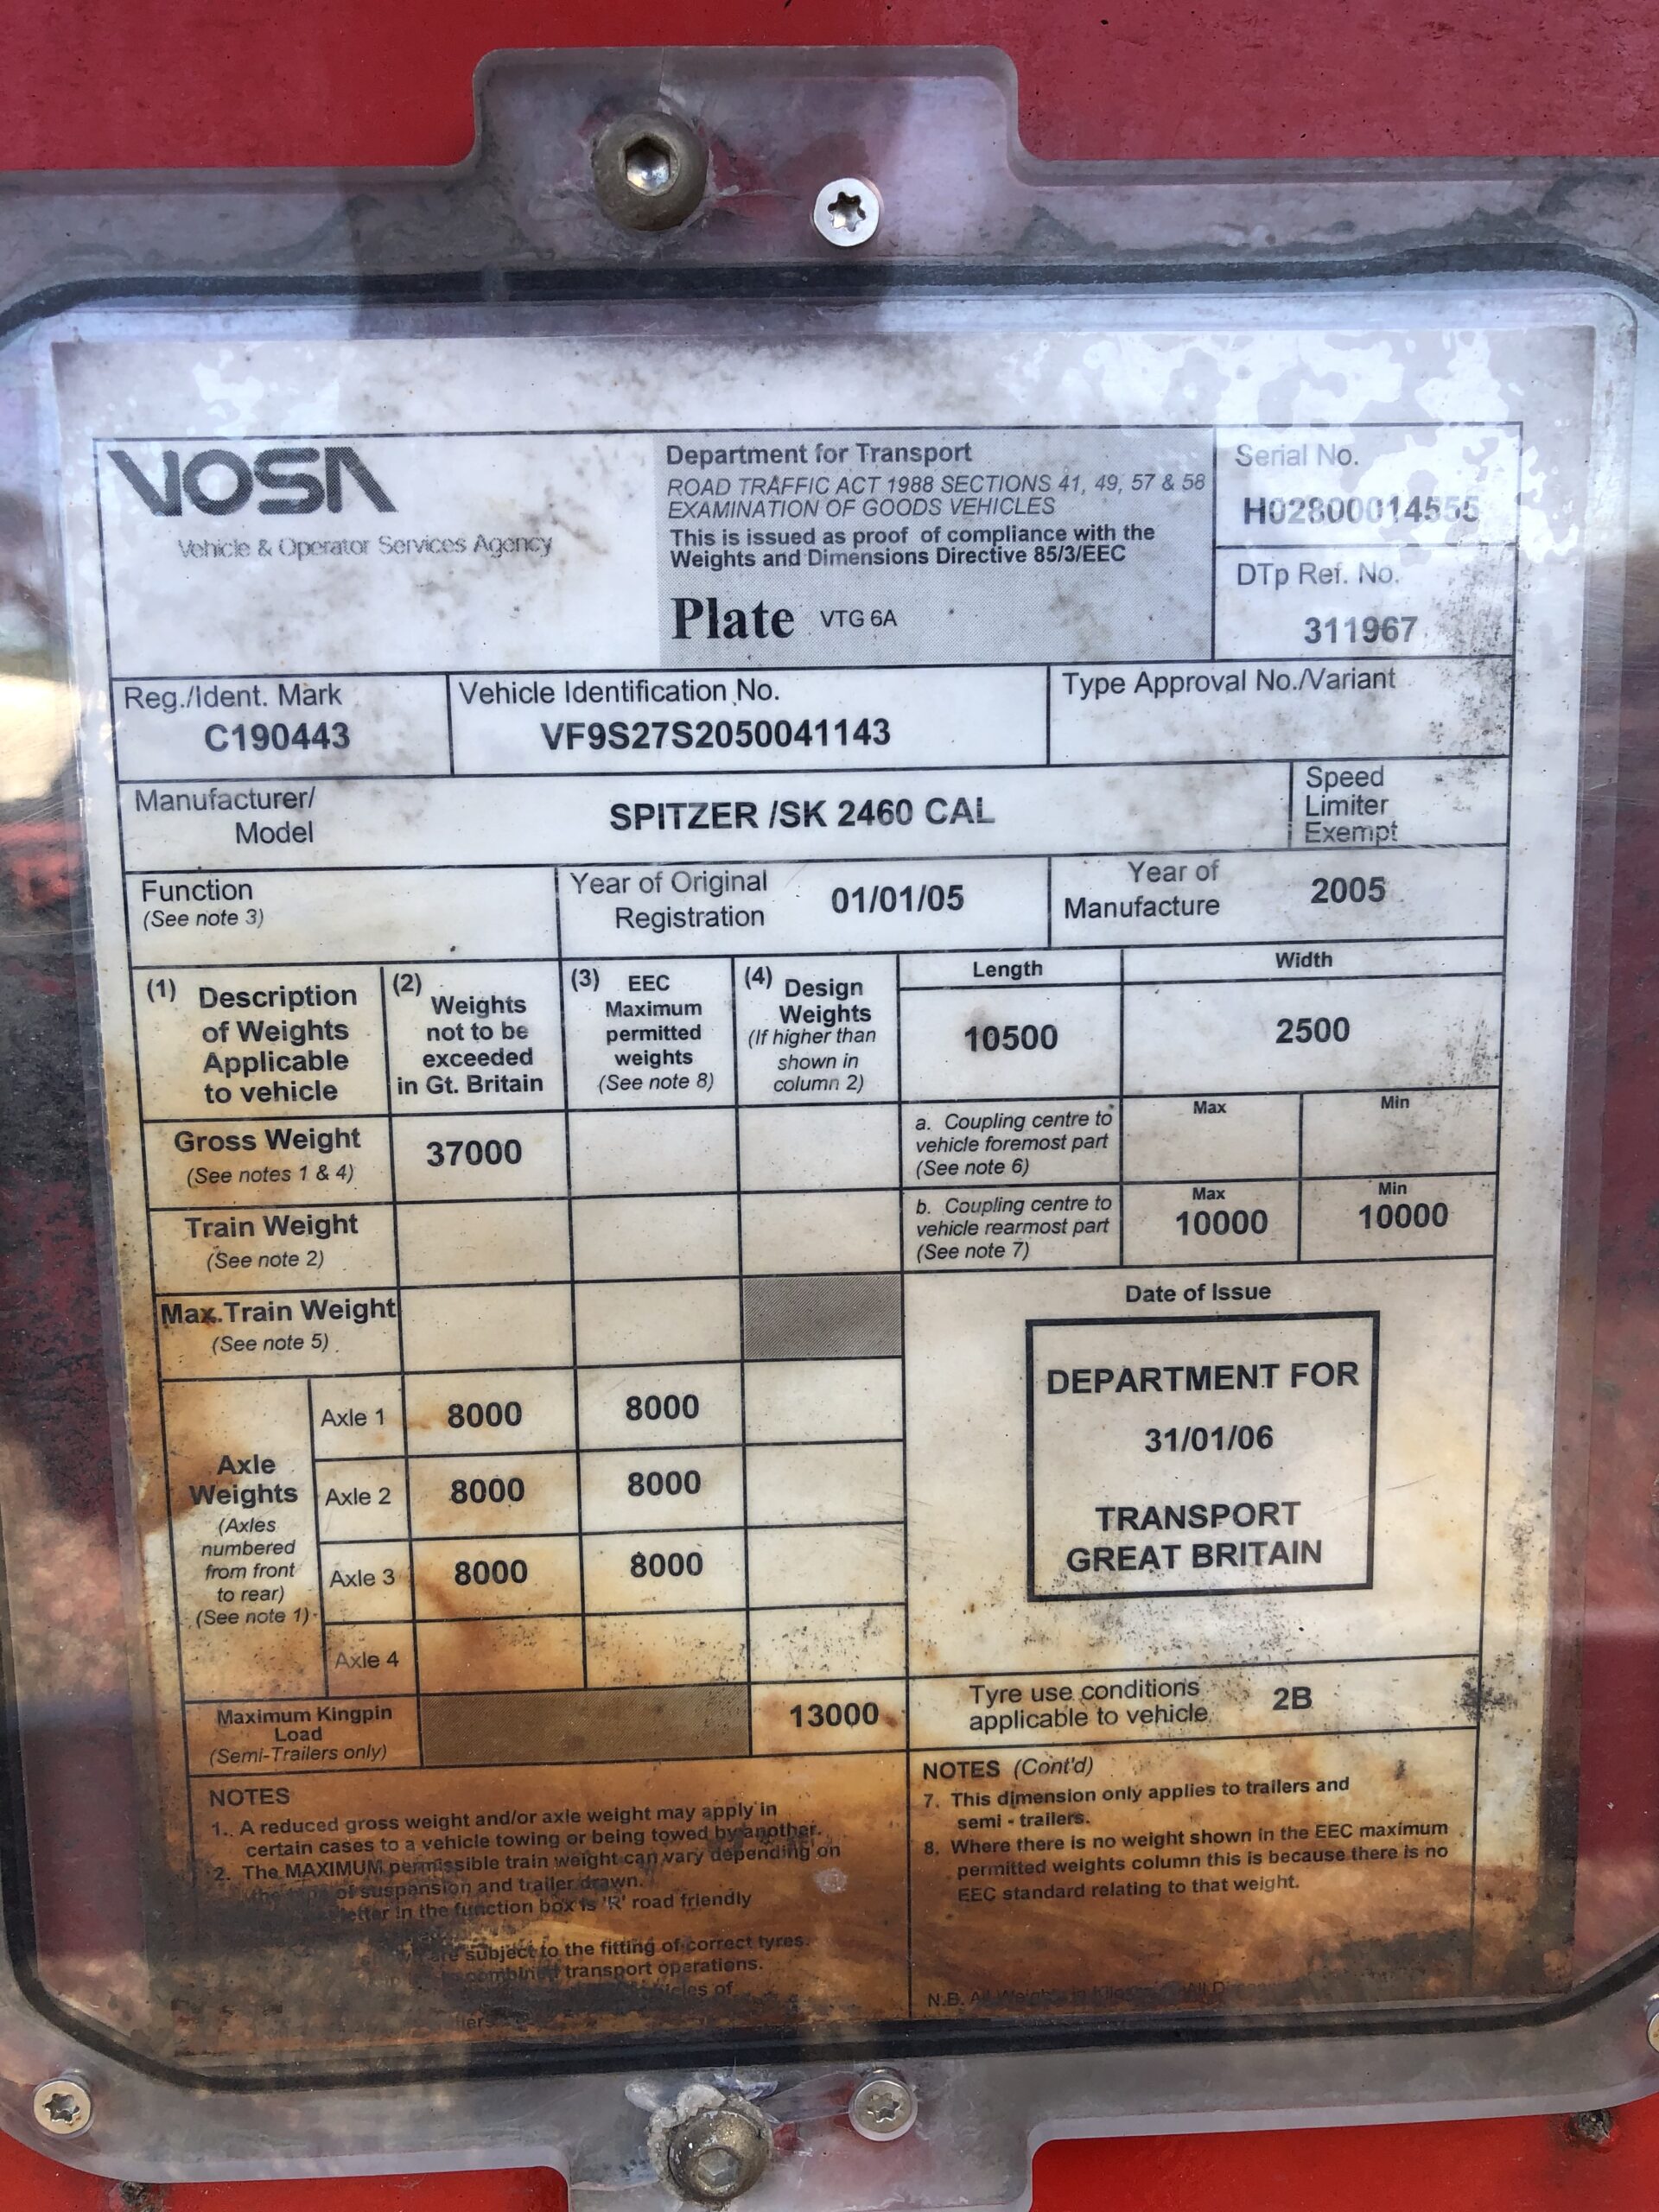 VOSA
Vehicle & Operator Services Agency
Department for Transport
ROAD TRAFFIC ACT 1988 SECTIONS 41, 49, 57 & 58
EXAMINATION OF GOODS VEHICLES
This is issued as proof of compliance with the
Weights and Dimensions Directive 85/3/EEC
Plate VTG 6A
Serial No.
H02800014555
DTp Ref. No.
311967
Reg./Ident. Mark
C190443
Vehicle Identification No.
VF9S27S2050041143
Type Approval No./Variant
Manufacturer/
Model
SPITZER /SK 2460 CAL
Speed
Limiter
Exempt
Function
(See note 3)
Year of Original
Registration
01/01/05
Year of
Manufacture
2005
(1) Description
of Weights
Applicable
to vehicle
(2) Weights
not to be
exceeded
in Gt. Britain
(3) EEC
Maximum
permitted
weights
(See note 8)
(4) Design
Weights
(If higher than
shown in
column 2)
Length
10500
Width
2500
Gross Weight
(See notes 1 & 4)
37000
a. Coupling centre to
vehicle foremost part
(See note 6)
Max
Min
Train Weight
(See note 2)
b. Coupling centre to
vehicle rearmost part
(See note 7)
Max
10000
Min
10000
Max.Train Weight
(See note 5)
Date of Issue
DEPARTMENT FOR
31/01/06
TRANSPORT
GREAT BRITAIN
Axle
Weights
(Axles
numbered
from front
to rear)
(See note 1)
Axle 1 8000 8000
Axle 2 8000 8000
Axle 3 8000 8000
Axle 4
Maximum Kingpin
Load
(Semi-Trailers only)
13000
Tyre use conditions
applicable to vehicle
2B
NOTES
1. A reduced gross weight and/or axle weight may apply in
certain cases to a vehicle towing or being towed by another.
2. The MAXIMUM permissible train weight can vary depending on
the type of suspension and trailer drawn.
letter in the function box is 'R' road friendly
are subject to the fitting of correct tyres.
combined transport operations.
of
NOTES (Cont'd)
7. This dimension only applies to trailers and
semi - trailers.
8. Where there is no weight shown in the EEC maximum
permitted weights column this is because there is no
EEC standard relating to that weight.
N.B. All Weights in All